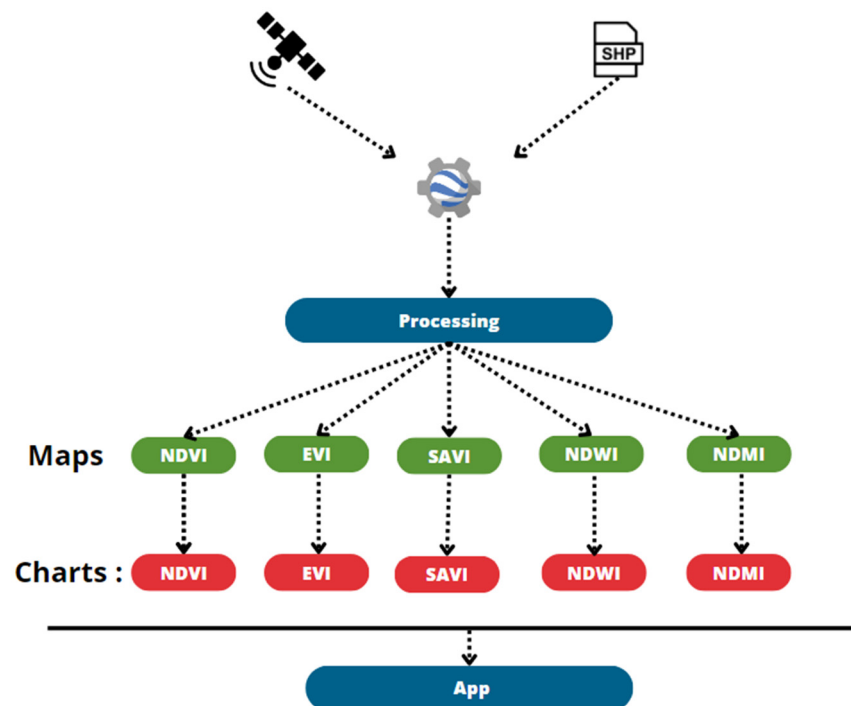 SHP
Processing
Maps NDVI EVI SAVI NDWI NDMI
Charts : NDVI EVI SAVI NDWI NDMI
App